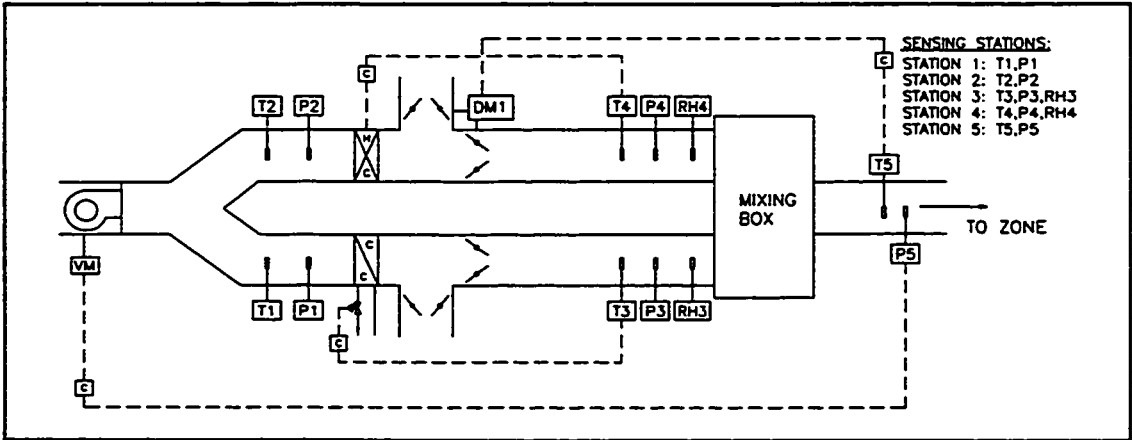 SENSING STATIONS:
STATION 1: T1,P1
STATION 2: T2,P2
STATION 3: T3,P3,RH3
STATION 4: T4,P4,RH4
STATION 5: T5,P5
C
C
T2
P2
DM1
T4
P4
RH4
H
C
T5
MIXING
BOX
TO ZONE
C
C
VM
T1
P1
T3
P3
RH3
P5
C
C